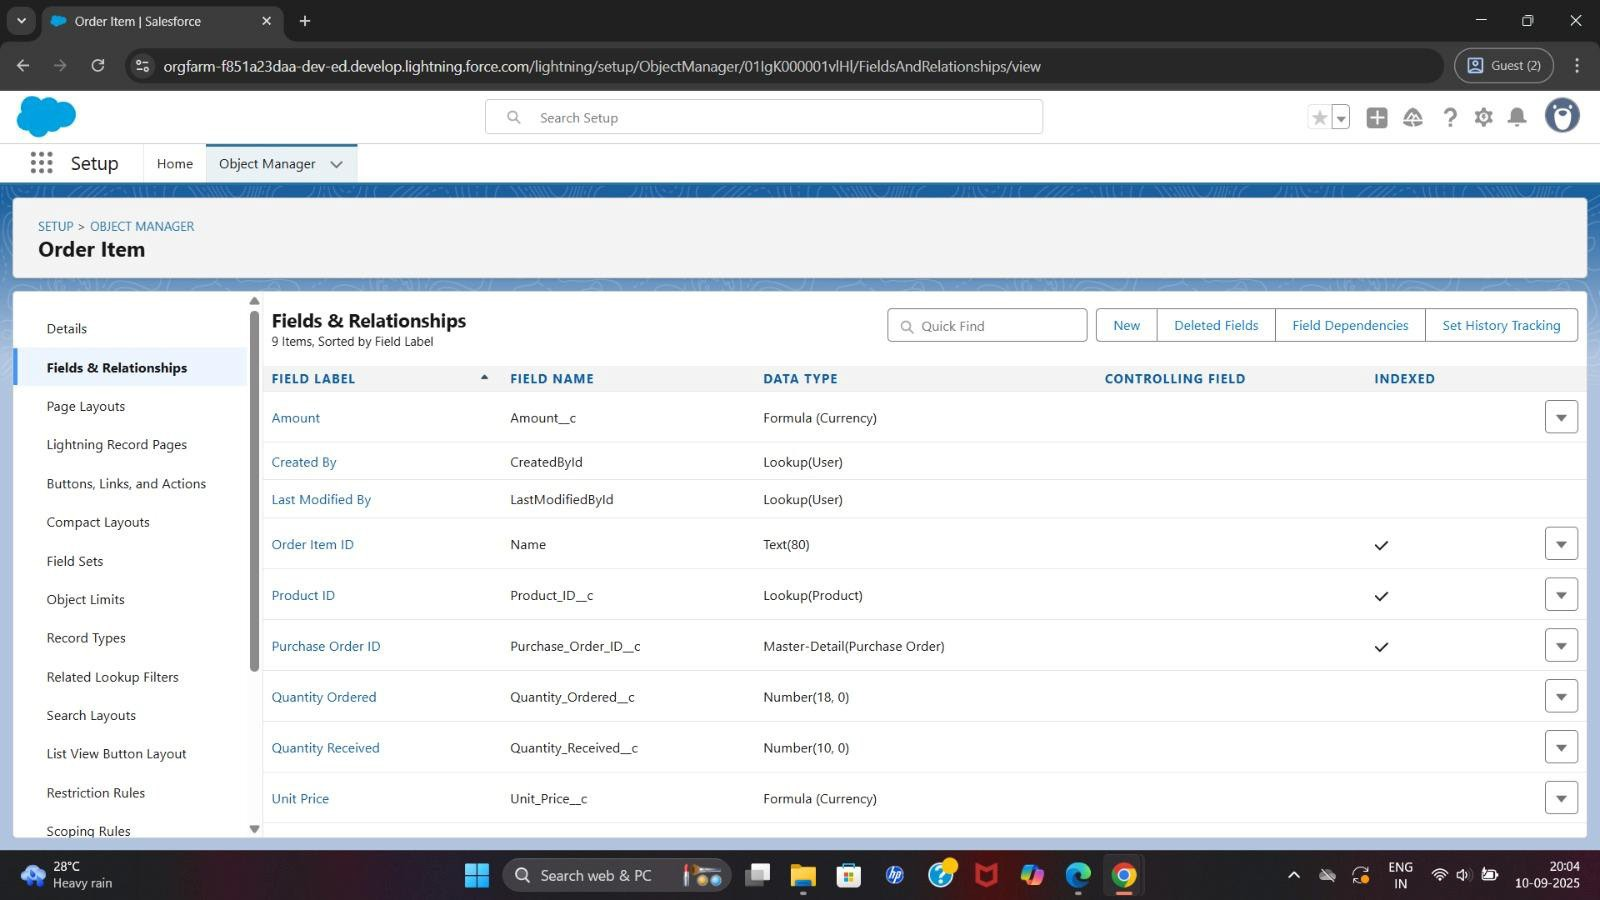 Order Item | Salesforce
orgfarm-f851a23daa-dev-ed.develop.lightning.force.com/lightning/setup/ObjectManager/01IgK000001vlHl/FieldsAndRelationships/view
Guest (2)
Search Setup
Setup
Home
Object Manager
SETUP > OBJECT MANAGER
Order Item
Details
Fields & Relationships
Page Layouts
Lightning Record Pages
Buttons, Links, and Actions
Compact Layouts
Field Sets
Object Limits
Record Types
Related Lookup Filters
Search Layouts
List View Button Layout
Restriction Rules
Scoping Rules
Fields & Relationships
9 Items, Sorted by Field Label
Quick Find
New
Deleted Fields
Field Dependencies
Set History Tracking
FIELD LABEL FIELD NAME DATA TYPE CONTROLLING FIELD INDEXED
Amount Amount__c Formula (Currency)
Created By CreatedById Lookup(User)
Last Modified By LastModifiedById Lookup(User)
Order Item ID Name Text(80)
Product ID Product_ID__c Lookup(Product)
Purchase Order ID Purchase_Order_ID__c Master-Detail(Purchase Order)
Quantity Ordered Quantity_Ordered__c Number(18, 0)
Quantity Received Quantity_Received__c Number(10, 0)
Unit Price Unit_Price__c Formula (Currency)
28°C
Heavy rain
Search web & PC
hp
ENG
IN
20:04
10-09-2025